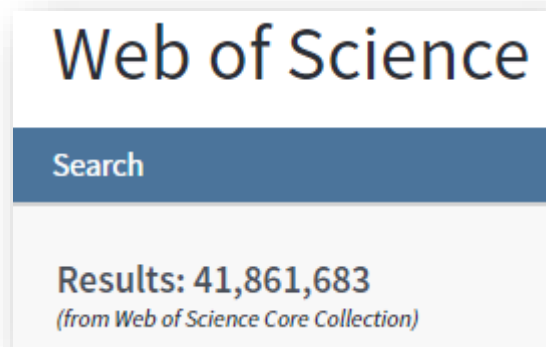 Web of Science
Search
Results: 41,861,683
(from Web of Science Core Collection)